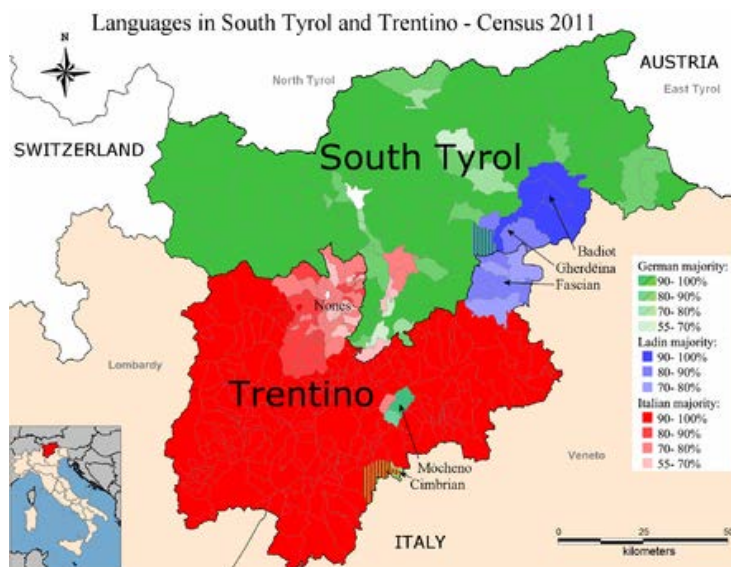 Languages in South Tyrol and Trentino - Census 2011
N
AUSTRIA
North Tyrol
East Tyrol
SWITZERLAND
South Tyrol
Badiot
Gherdëina
Fascian
Nones
Lombardy
Trentino
Mócheno
Cimbrian
Veneto
ITALY
German majority:
90- 100%
80- 90%
70- 80%
55- 70%
Ladin majority:
90- 100%
80- 90%
70- 80%
Italian majority:
90- 100%
80- 90%
70- 80%
55- 70%
0 25 50
kilometers